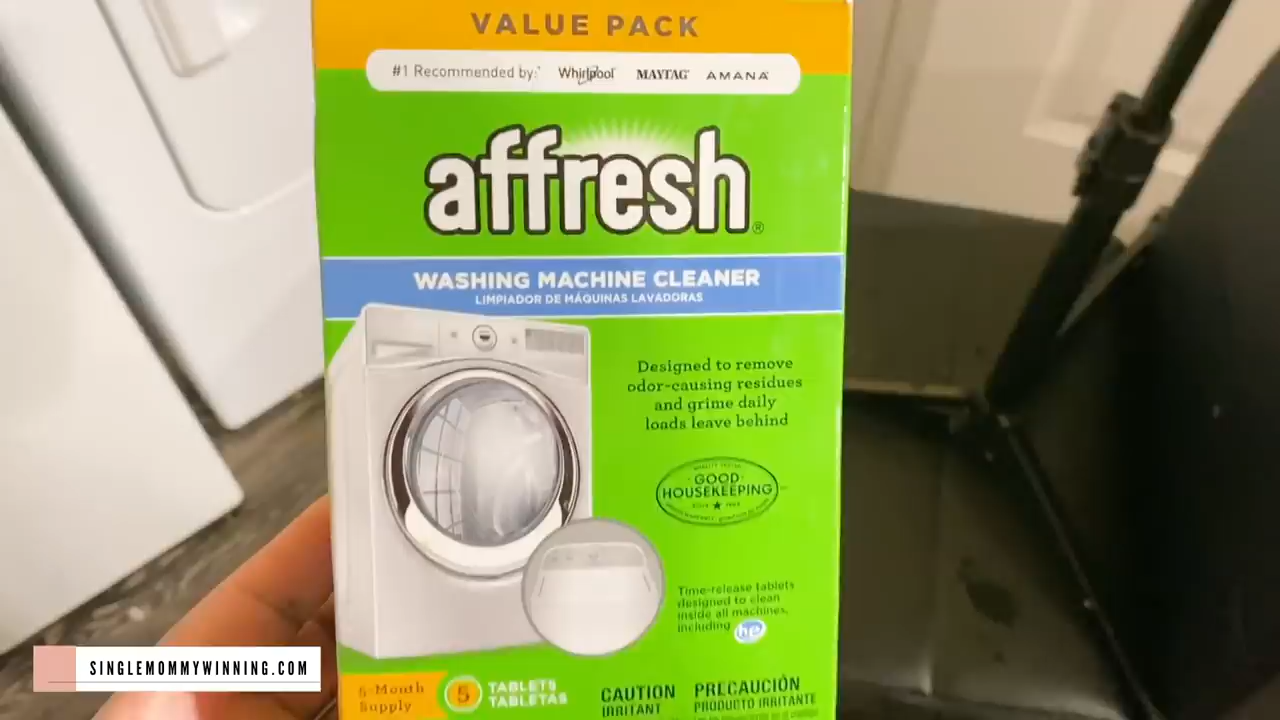 VALUE PACK
#1 Recommended by:* Whirlpool MAYTAG AMANA
affresh®
WASHING MACHINE CLEANER
LIMPIADOR DE MÁQUINAS LAVADORAS
Designed to remove
odor-causing residues
and grime daily
loads leave behind
GOOD
HOUSEKEEPING
Time-release tablets
designed to clean
inside all machines,
including he
5-Month
Supply
5
TABLETS
TABLETAS
CAUTION
IRRITANT
PRECAUCIÓN
PRODUCTO IRRITANTE
SINGLEMOMMYWINNING.COM